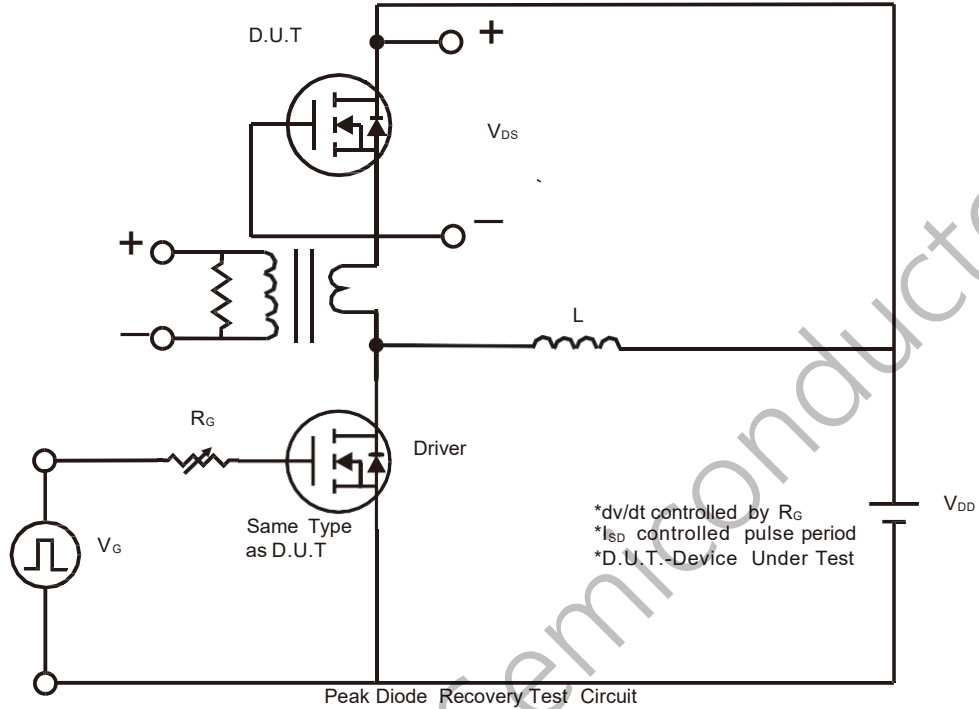 D.U.T
+
VDS
—
+
—
L
RG
Driver
Same Type
as D.U.T
VG
*dv/dt controlled by RG
*ISD controlled pulse period
*D.U.T.-Device Under Test
VDD
Peak Diode Recovery Test Circuit